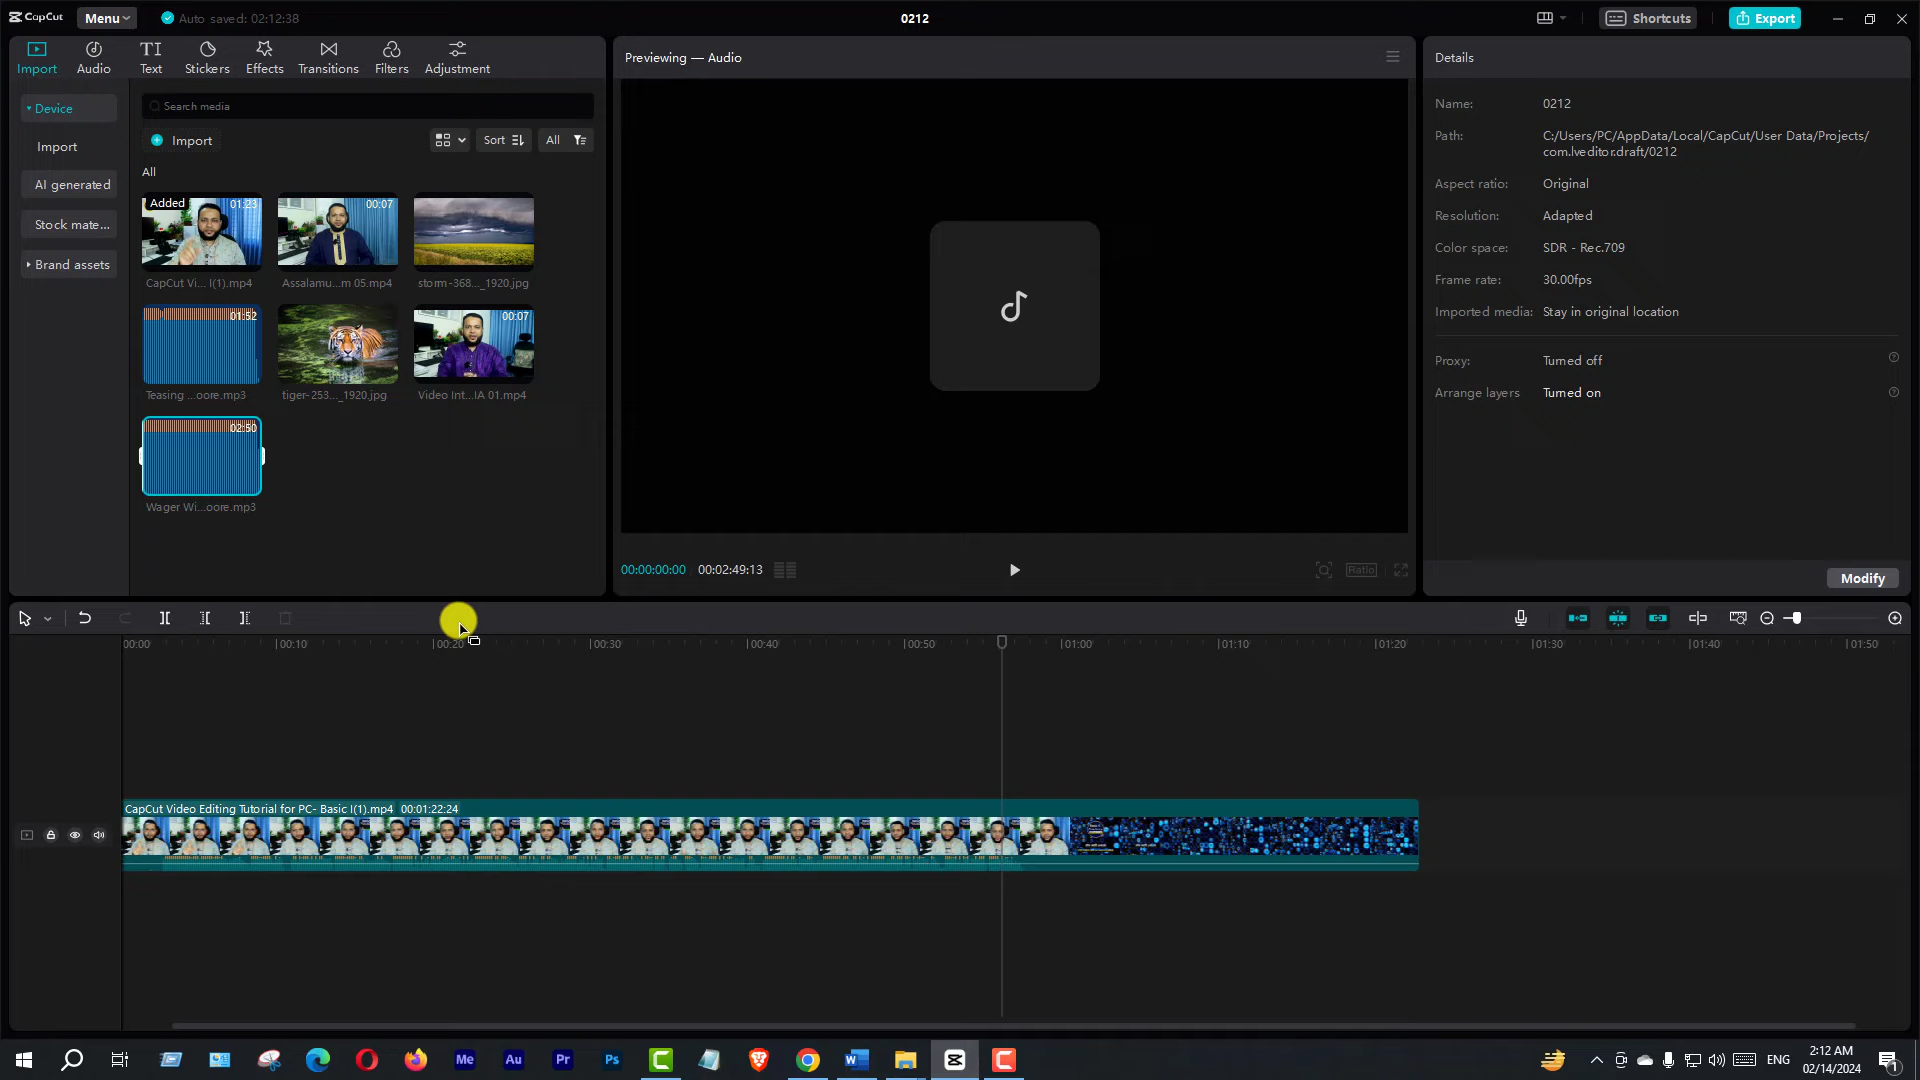 CapCut
Menu
Auto saved: 02:12:38
0212
Shortcuts
Export
Import
Audio
Text
Stickers
Effects
Transitions
Filters
Adjustment
Device
Import
AI generated
Stock mate...
Brand assets
Search media
Import
Sort
All
All
Added
01:23
00:07
CapCut Vi... I(1).mp4
Assalamu...m 05.mp4
storm-368..._1920.jpg
01:52
00:07
Teasing ...oore.mp3
tiger-253..._1920.jpg
Video Int...IA 01.mp4
02:50
Wager Wi...oore.mp3
Previewing — Audio
00:00:00:00
00:02:49:13
Ratio
Details
Name: 0212
Path: C:/Users/PC/AppData/Local/CapCut/User Data/Projects/
com.lveditor.draft/0212
Aspect ratio: Original
Resolution: Adapted
Color space: SDR - Rec.709
Frame rate: 30.00fps
Imported media: Stay in original location
Proxy: Turned off
Arrange layers Turned on
Modify
00:00
00:10
00:20
00:30
00:40
00:50
01:00
01:10
01:20
01:30
01:40
01:50
CapCut Video Editing Tutorial for PC- Basic I(1).mp4 00:01:22:24
Me
Au
Pr
Ps
ENG
2:12 AM
02/14/2024
1